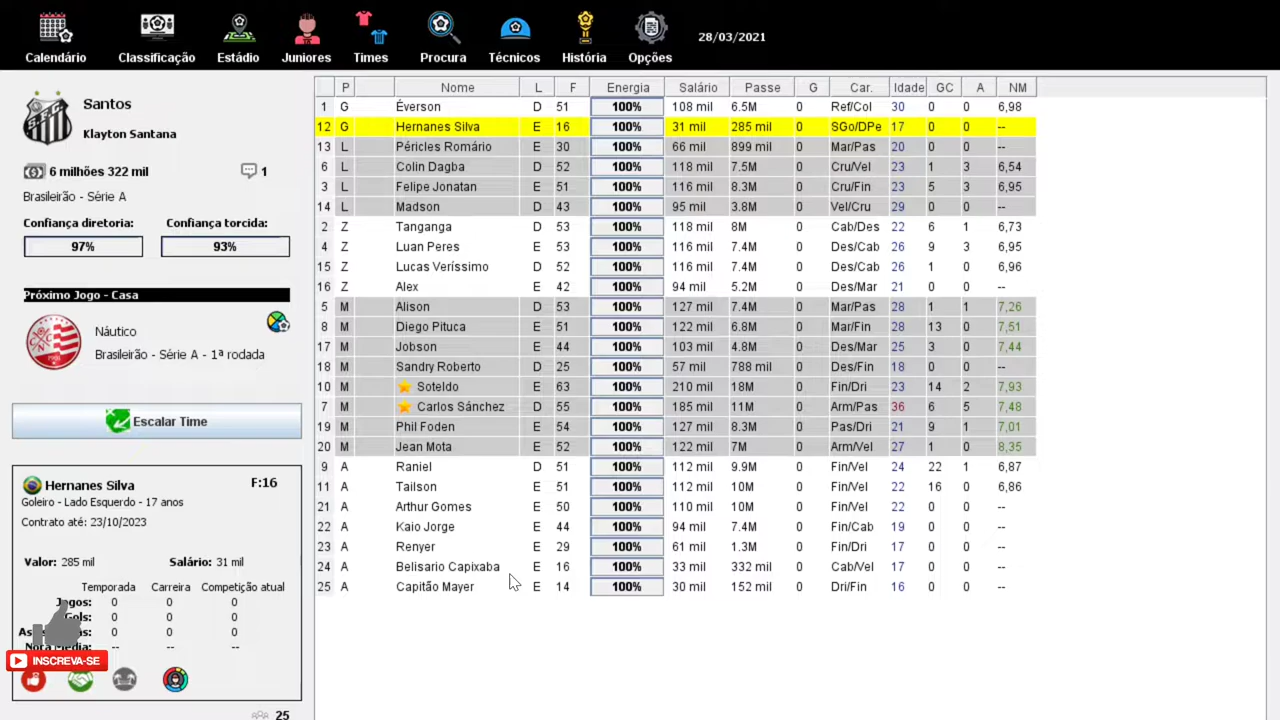 Calendário Classificação Estádio Juniores Times Procura Técnicos História Opções 28/03/2021
Santos
Klayton Santana
6 milhões 322 mil 1
Brasileirão - Série A
Confiança diretoria: Confiança torcida:
97% 93%
Próximo Jogo - Casa
Náutico
Brasileirão - Série A - 1ª rodada
Escalar Time
Hernanes Silva F:16
Goleiro - Lado Esquerdo - 17 anos
Contrato até: 23/10/2023
Valor: 285 mil Salário: 31 mil
Temporada Carreira Competição atual
Jogos: 0 0 0
Gols: 0 0 0
0 0 0
Nota Média: -- -- --
INSCREVA-SE
25
P Nome L F Energia Salário Passe G Car. Idade GC A NM
1 G Éverson D 51 100% 108 mil 6.5M 0 Ref/Col 30 0 0 6,98
12 G Hernanes Silva E 16 100% 31 mil 285 mil 0 SGo/DPe 17 0 0 --
13 L Péricles Romário E 30 100% 66 mil 899 mil 0 Mar/Pas 20 0 0 --
6 L Colin Dagba D 52 100% 118 mil 7.5M 0 Cru/Vel 23 1 3 6,54
3 L Felipe Jonatan E 51 100% 116 mil 8.3M 0 Cru/Fin 23 5 3 6,95
14 L Madson D 43 100% 95 mil 3.8M 0 Vel/Cru 29 0 0 --
2 Z Tanganga D 53 100% 118 mil 8M 0 Cab/Des 22 6 1 6,73
4 Z Luan Peres E 53 100% 116 mil 7.4M 0 Des/Cab 26 9 3 6,95
15 Z Lucas Veríssimo D 52 100% 116 mil 7.4M 0 Des/Cab 26 1 0 6,96
16 Z Alex E 42 100% 94 mil 5.2M 0 Des/Mar 21 0 0 --
5 M Alison D 53 100% 127 mil 7.4M 0 Mar/Pas 28 1 1 7,26
8 M Diego Pituca E 51 100% 122 mil 6.8M 0 Mar/Fin 28 13 0 7,51
17 M Jobson E 44 100% 103 mil 4.8M 0 Des/Mar 25 3 0 7,44
18 M Sandry Roberto D 25 100% 57 mil 788 mil 0 Des/Fin 18 0 0 --
10 M Soteldo E 63 100% 210 mil 18M 0 Fin/Dri 23 14 2 7,93
7 M Carlos Sánchez D 55 100% 185 mil 11M 0 Arm/Pas 36 6 5 7,48
19 M Phil Foden E 54 100% 127 mil 8.3M 0 Pas/Dri 21 9 1 7,01
20 M Jean Mota E 52 100% 122 mil 7M 0 Arm/Vel 27 1 0 8,35
9 A Raniel D 51 100% 112 mil 9.9M 0 Fin/Vel 24 22 1 6,87
11 A Tailson E 51 100% 112 mil 10M 0 Fin/Vel 22 16 0 6,86
21 A Arthur Gomes E 50 100% 110 mil 10M 0 Fin/Vel 22 0 0 --
22 A Kaio Jorge E 44 100% 94 mil 7.4M 0 Fin/Cab 19 0 0 --
23 A Renyer E 29 100% 61 mil 1.3M 0 Fin/Dri 17 0 0 --
24 A Belisario Capixaba E 16 100% 33 mil 332 mil 0 Cab/Vel 17 0 0 --
25 A Capitão Mayer E 14 100% 30 mil 152 mil 0 Dri/Fin 16 0 0 --